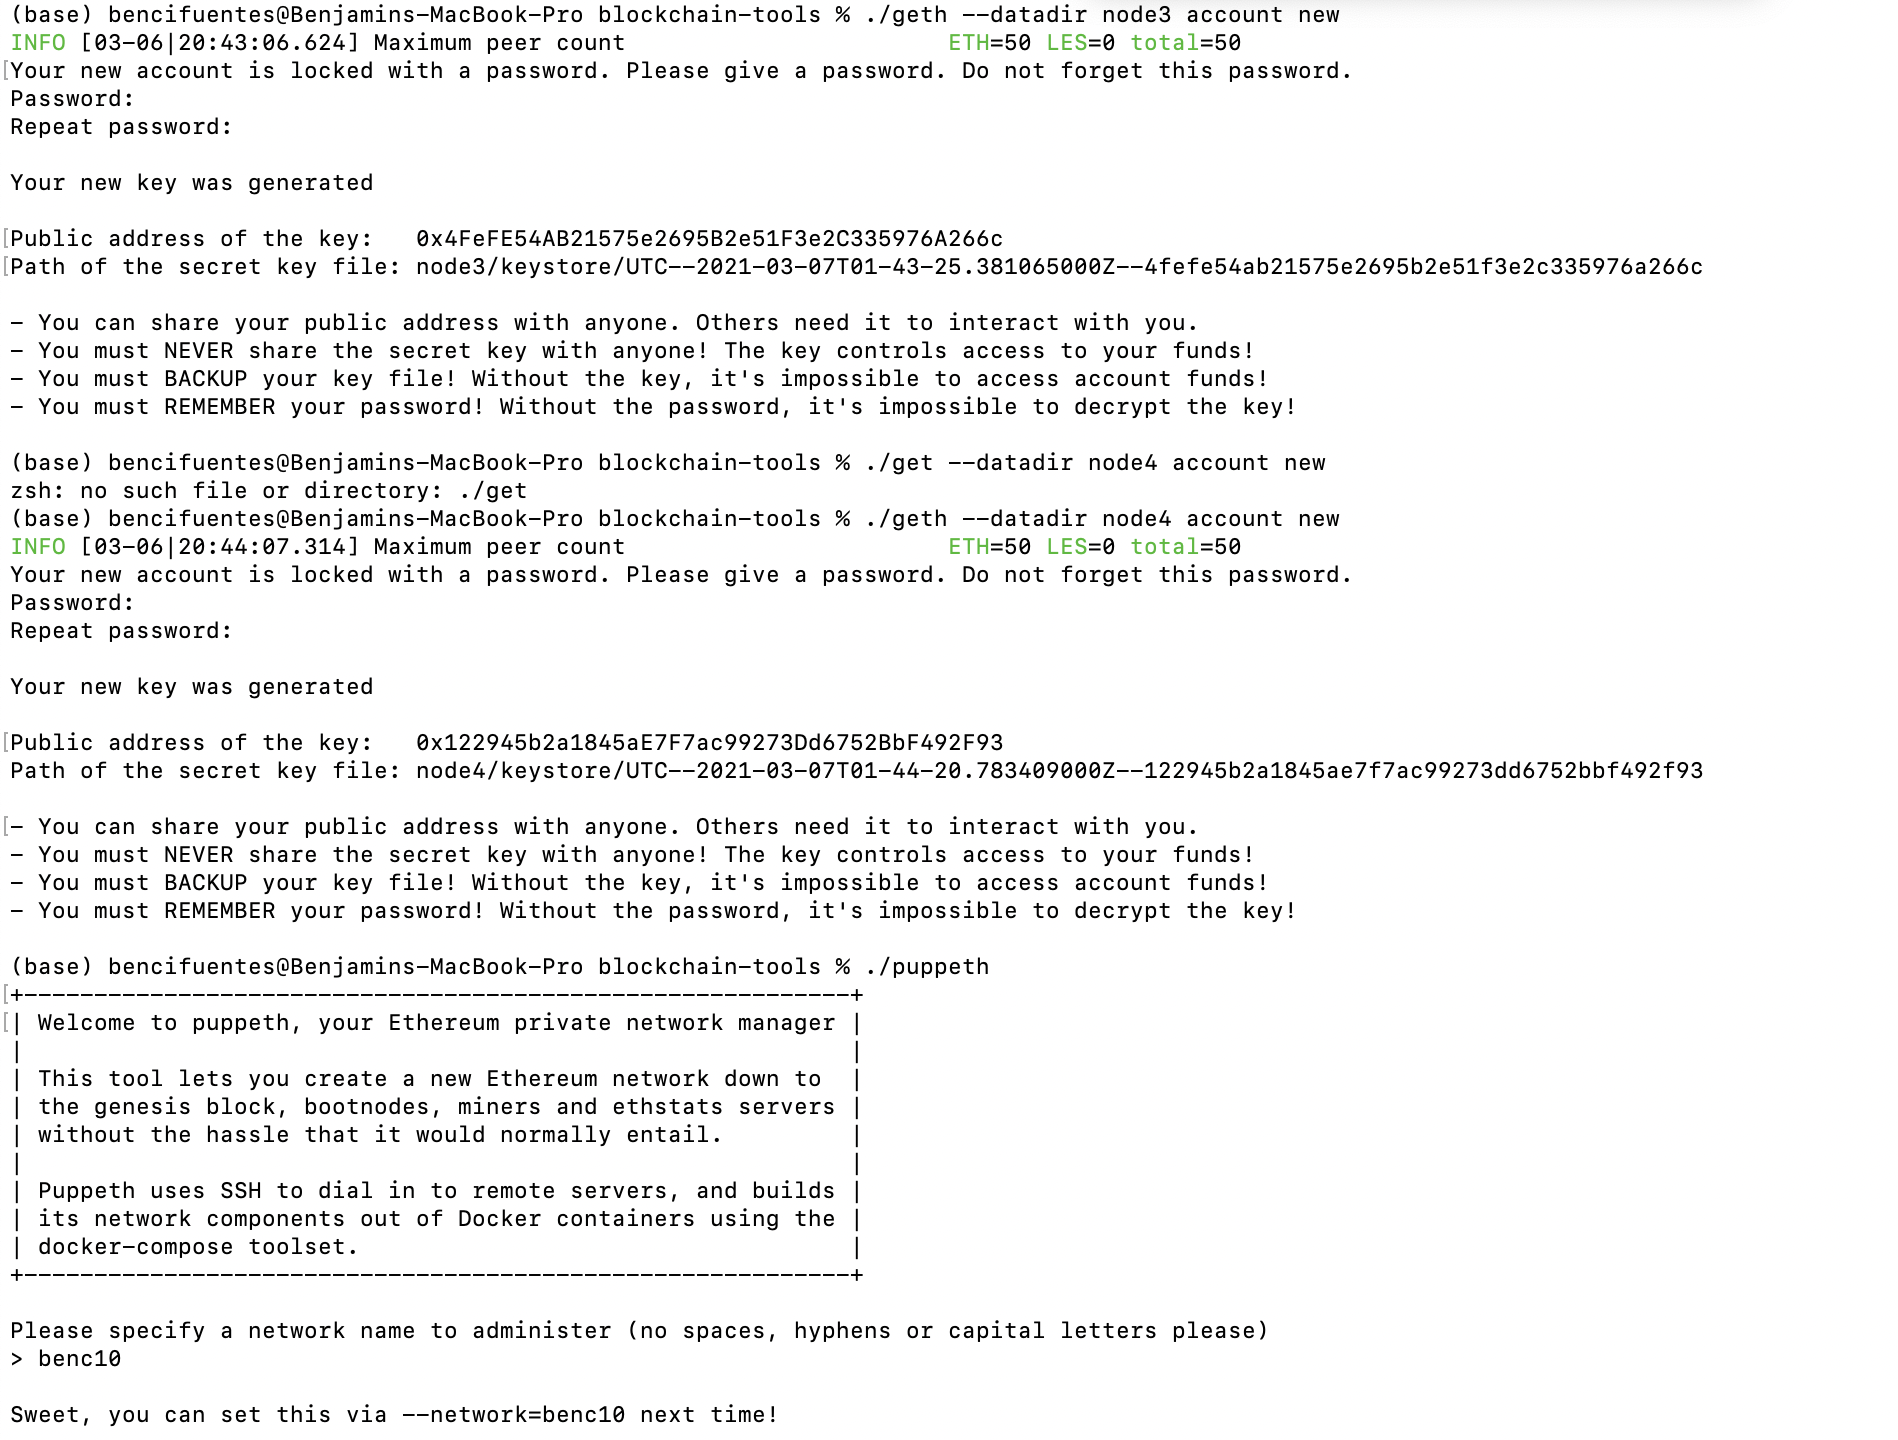 (base) bencifuentes@Benjamins-MacBook-Pro blockchain-tools % ./geth --datadir node3 account new
INFO [03-06|20:43:06.624] Maximum peer count                       ETH=50 LES=0 total=50
[Your new account is locked with a password. Please give a password. Do not forget this password.
Password:
Repeat password:

Your new key was generated

[Public address of the key:   0x4FeFE54AB21575e2695B2e51F3e2C335976A266c
[Path of the secret key file: node3/keystore/UTC--2021-03-07T01-43-25.381065000Z--4fefe54ab21575e2695b2e51f3e2c335976a266c

- You can share your public address with anyone. Others need it to interact with you.
- You must NEVER share the secret key with anyone! The key controls access to your funds!
- You must BACKUP your key file! Without the key, it's impossible to access account funds!
- You must REMEMBER your password! Without the password, it's impossible to decrypt the key!

(base) bencifuentes@Benjamins-MacBook-Pro blockchain-tools % ./get --datadir node4 account new
zsh: no such file or directory: ./get
(base) bencifuentes@Benjamins-MacBook-Pro blockchain-tools % ./geth --datadir node4 account new
INFO [03-06|20:44:07.314] Maximum peer count                       ETH=50 LES=0 total=50
Your new account is locked with a password. Please give a password. Do not forget this password.
Password:
Repeat password:

Your new key was generated

[Public address of the key:   0x122945b2a1845aE7F7ac99273Dd6752BbF492F93
Path of the secret key file: node4/keystore/UTC--2021-03-07T01-44-20.783409000Z--122945b2a1845ae7f7ac99273dd6752bbf492f93

[- You can share your public address with anyone. Others need it to interact with you.
- You must NEVER share the secret key with anyone! The key controls access to your funds!
- You must BACKUP your key file! Without the key, it's impossible to access account funds!
- You must REMEMBER your password! Without the password, it's impossible to decrypt the key!

(base) bencifuentes@Benjamins-MacBook-Pro blockchain-tools % ./puppeth
[+-----------------------------------------------------------+
[| Welcome to puppeth, your Ethereum private network manager |
|                                                           |
| This tool lets you create a new Ethereum network down to  |
| the genesis block, bootnodes, miners and ethstats servers |
| without the hassle that it would normally entail.         |
|                                                           |
| Puppeth uses SSH to dial in to remote servers, and builds |
| its network components out of Docker containers using the |
| docker-compose toolset.                                   |
+-----------------------------------------------------------+

Please specify a network name to administer (no spaces, hyphens or capital letters please)
> benc10

Sweet, you can set this via --network=benc10 next time!